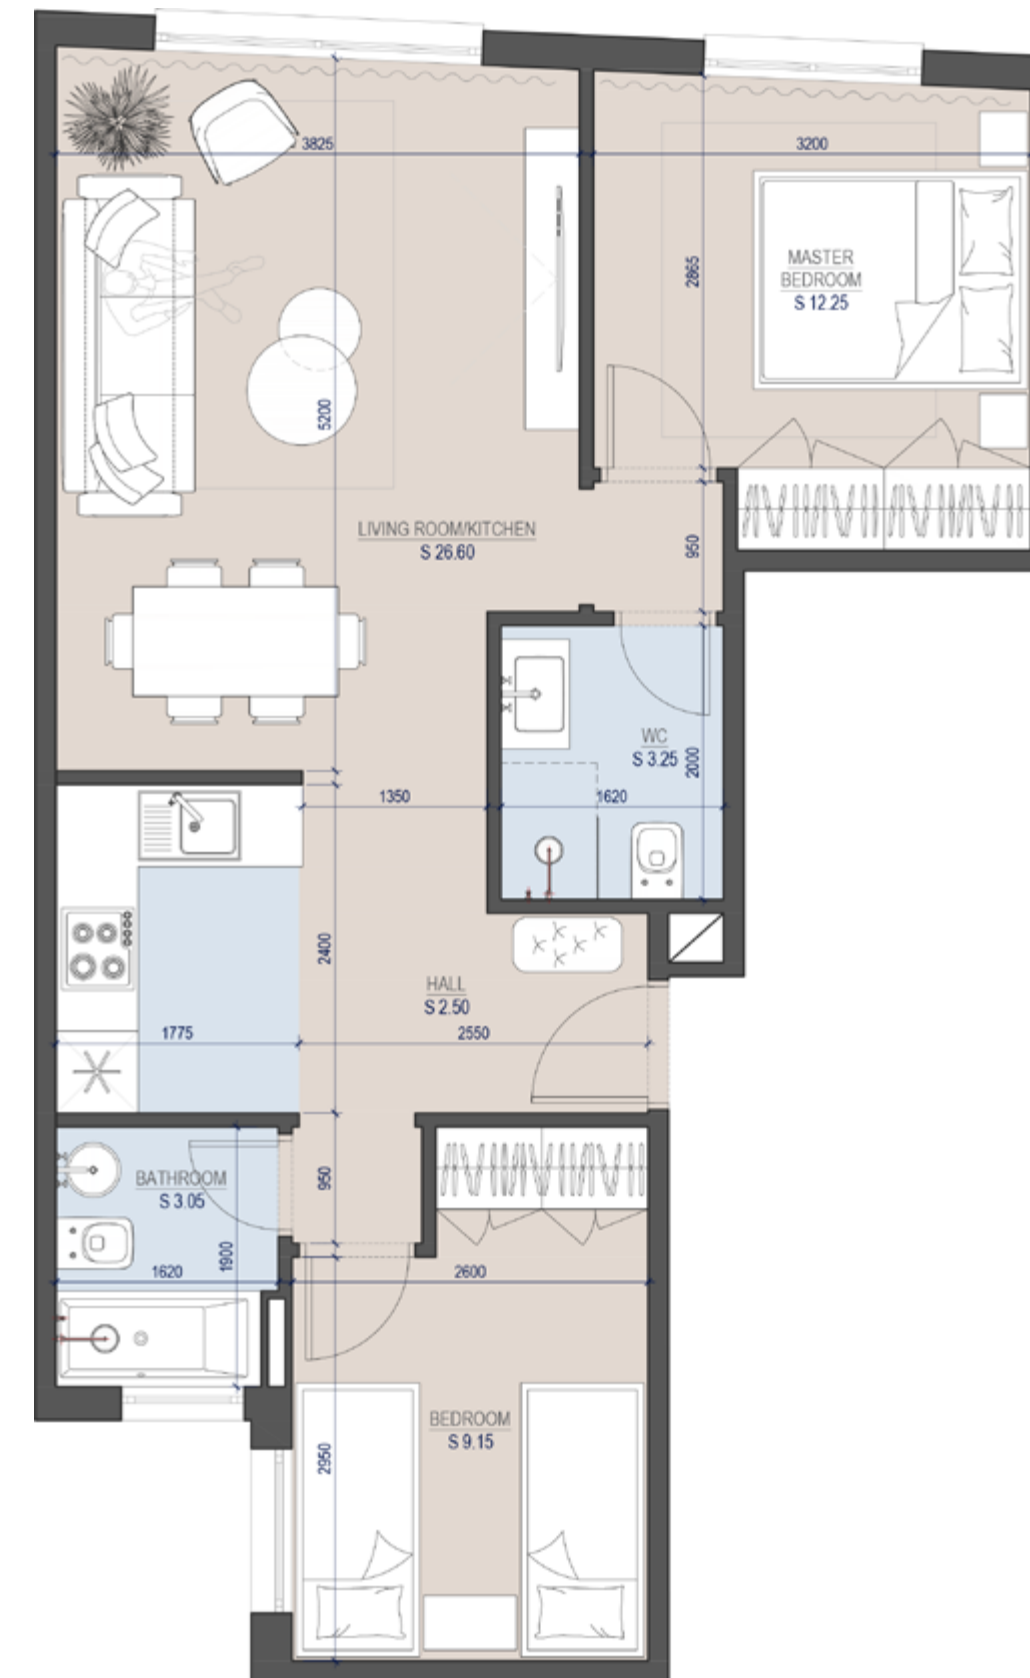 3825
3200
2865
MASTER
BEDROOM
S 12.25
5200
LIVING ROOM/KITCHEN
S 26.60
950
WC
S 3.25
2000
1350
1620
2400
HALL
S 2.50
1775
2550
950
BATHROOM
S 3.05
1900
1620
2600
BEDROOM
S 9.15
2950